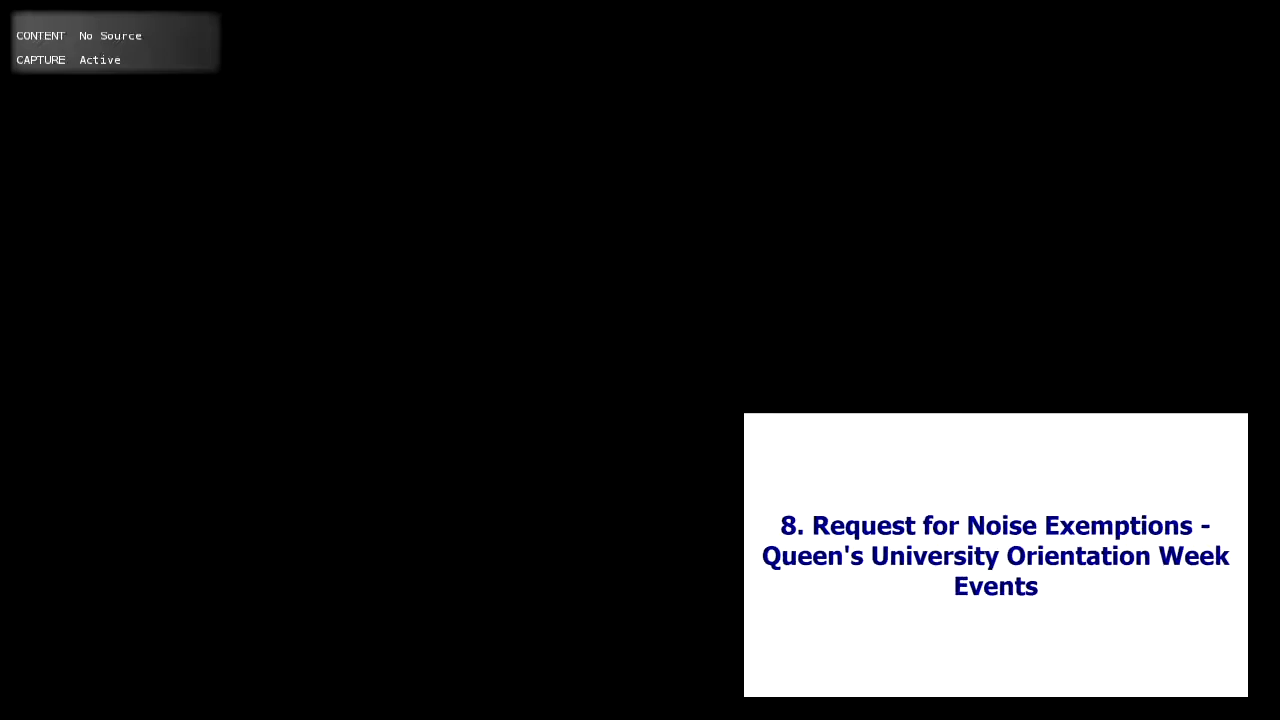 CONTENT  No Source
CAPTURE  Active
8. Request for Noise Exemptions -
Queen's University Orientation Week
Events